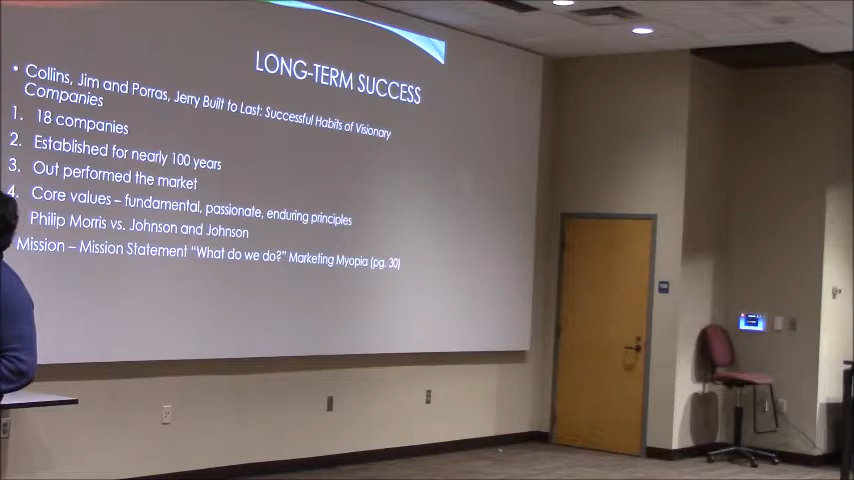 LONG-TERM SUCCESS
• Collins, Jim and Porras, Jerry Built to Last: Successful Habits of Visionary
Companies
1. 18 companies
2. Established for nearly 100 years
3. Out performed the market
4. Core values – fundamental, passionate, enduring principles
Philip Morris vs. Johnson and Johnson
Mission – Mission Statement "What do we do?" Marketing Myopia (pg. 30)